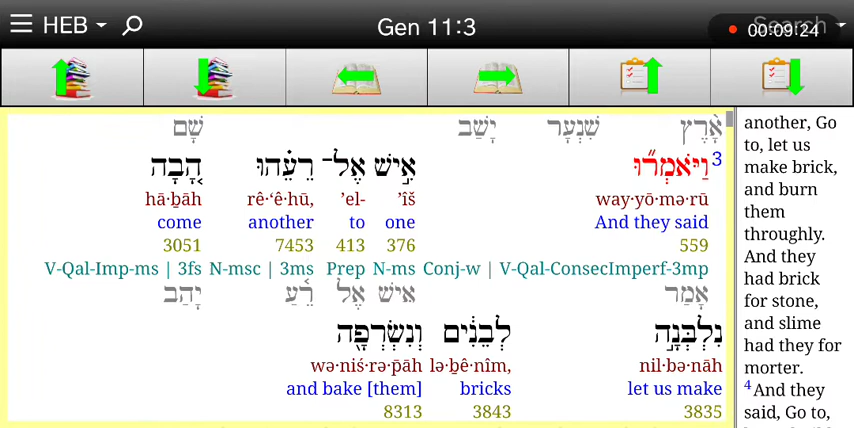 HEB
Gen 11:3
Search
00:09:24
אָ֫רֶץ שִׁנְעָר יָשַׁב שָׁם
3 וַיֹּאמְר֞וּ אִ֣ישׁ אֶל־ רֵעֵ֗הוּ הָ֚בָה
way·yō·mə·rū ’îš ’el- rê·‘ê·hū, hā·ḇāh
And they said one to another come
559 376 413 7453 3051
Conj-w | V-Qal-ConsecImperf-3mp N-ms Prep N-msc | 3ms V-Qal-Imp-ms | 3fs
אָמַר אִישׁ אֶל רֵ֫עַ יָהַב
נִלְבְּנָ֣ה לְבֵנִ֔ים וְנִשְׂרְפָ֖ה
nil·bə·nāh lə·ḇê·nîm, wə·niś·rə·p̄āh
let us make bricks and bake [them]
3835 3843 8313
another, Go
to, let us
make brick,
and burn
them
throughly.
And they
had brick
for stone,
and slime
had they for
morter.
4 And they
said, Go to,